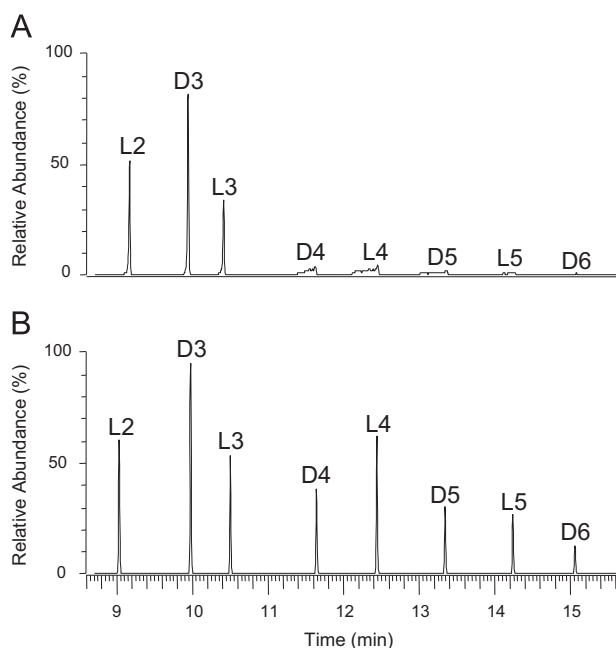 A
Relative Abundance (%)
100
50
0
L2
D3
L3
D4
L4
D5
L5
D6
B
Relative Abundance (%)
100
50
0
L2
D3
L3
D4
L4
D5
L5
D6
9 10 11 12 13 14 15
Time (min)